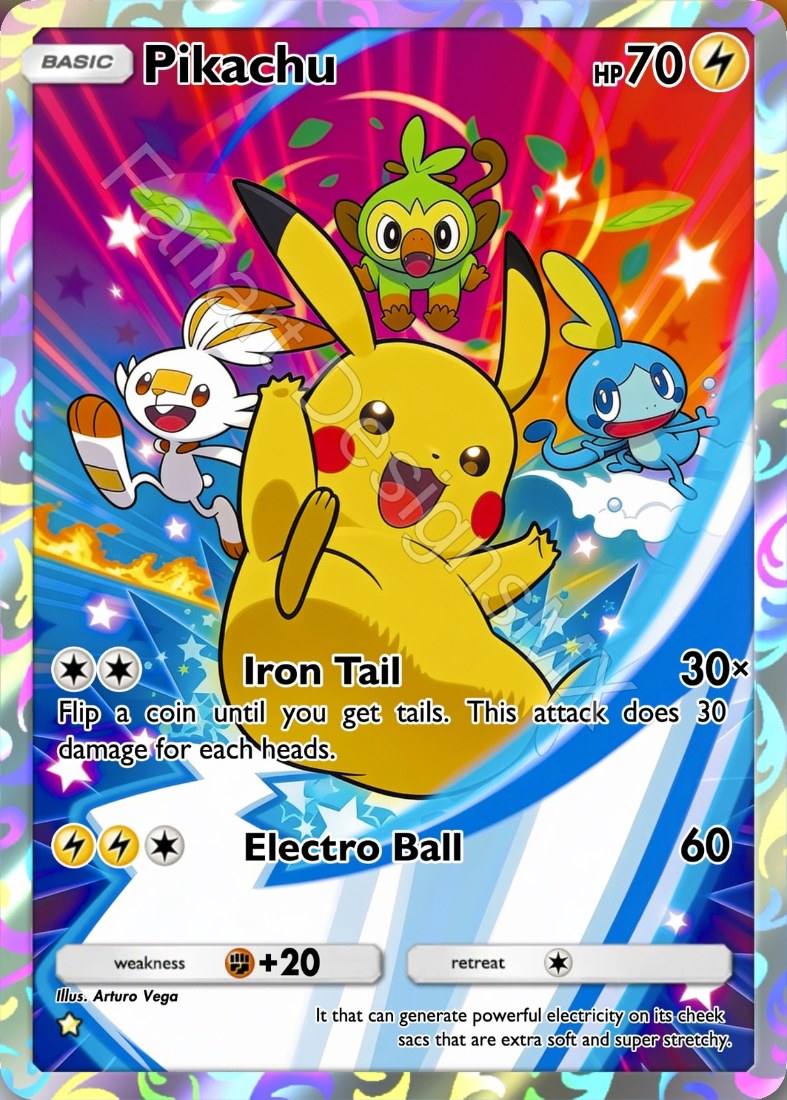 BASIC Pikachu HP70
Fanart DesignsMX
Iron Tail 30×
Flip a coin until you get tails. This attack does 30
damage for each heads.
Electro Ball 60
weakness +20 retreat
Illus. Arturo Vega
It that can generate powerful electricity on its cheek
sacs that are extra soft and super stretchy.